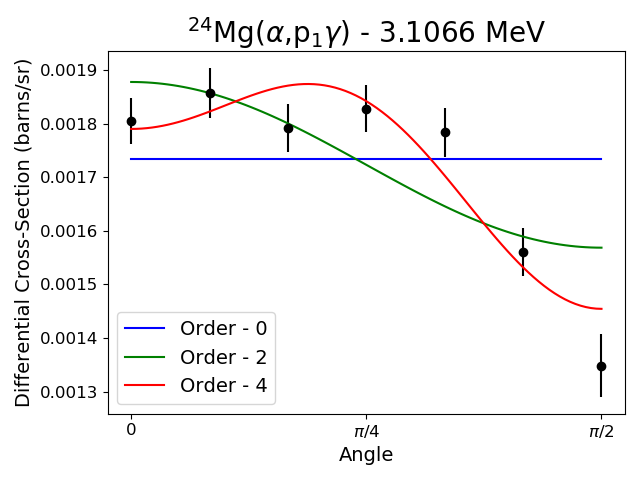 ²⁴Mg(α,p₁γ) - 3.1066 MeV
Differential Cross-Section (barns/sr)
0.0019
0.0018
0.0017
0.0016
0.0015
0.0014
0.0013
Order - 0
Order - 2
Order - 4
0
π/4
π/2
Angle